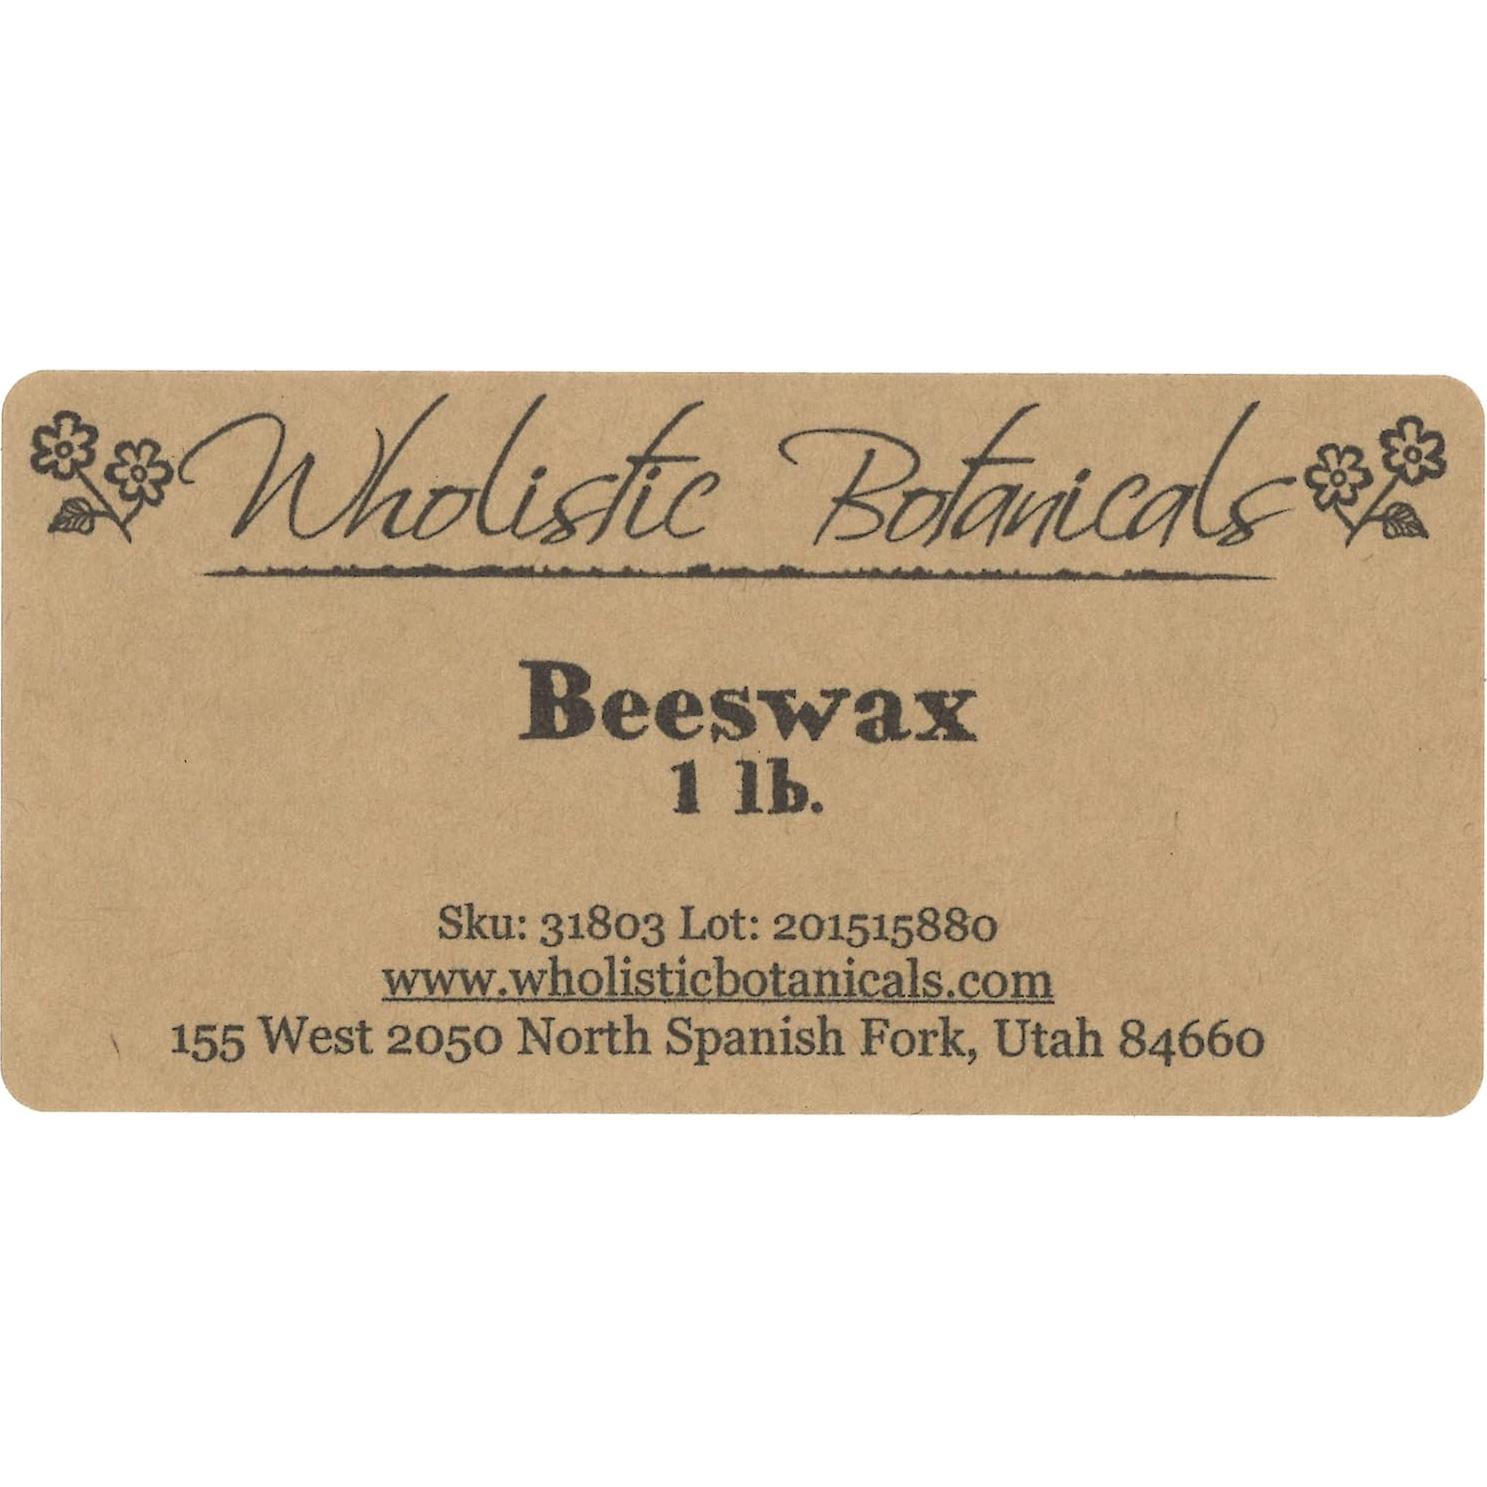 Wholistic Botanicals
Beeswax
1 lb.
Sku: 31803 Lot: 201515880
www.wholisticbotanicals.com
155 West 2050 North Spanish Fork, Utah 84660